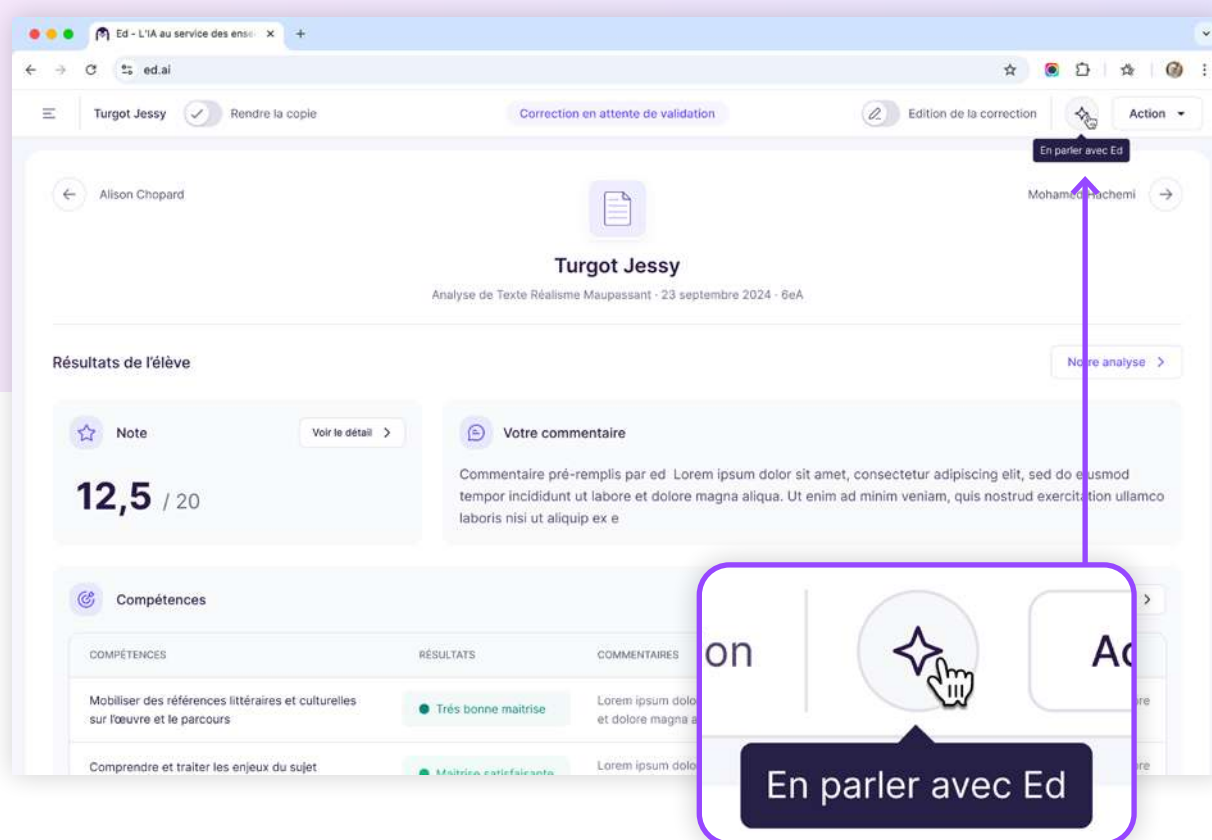 Ed - L'IA au service des ense
ed.ai
Turgot Jessy
Rendre la copie
Correction en attente de validation
Edition de la correction
Action
En parler avec Ed
Alison Chopard
Mohamed Hachemi
Turgot Jessy
Analyse de Texte Réalisme Maupassant · 23 septembre 2024 · 6eA
Résultats de l'élève
Notre analyse
Note
Voir le détail
12,5 / 20
Votre commentaire
Commentaire pré-remplis par ed Lorem ipsum dolor sit amet, consectetur adipiscing elit, sed do eiusmod
tempor incididunt ut labore et dolore magna aliqua. Ut enim ad minim veniam, quis nostrud exercitation ullamco
laboris nisi ut aliquip ex e
Compétences
COMPÉTENCES
RÉSULTATS
COMMENTAIRES
Mobiliser des références littéraires et culturelles
sur l'œuvre et le parcours
Trés bonne maitrise
Lorem ipsum dolo
et dolore magna a
Comprendre et traiter les enjeux du sujet
Maitrise satisfaisante
Lorem ipsum dolo
on
Ac
En parler avec Ed